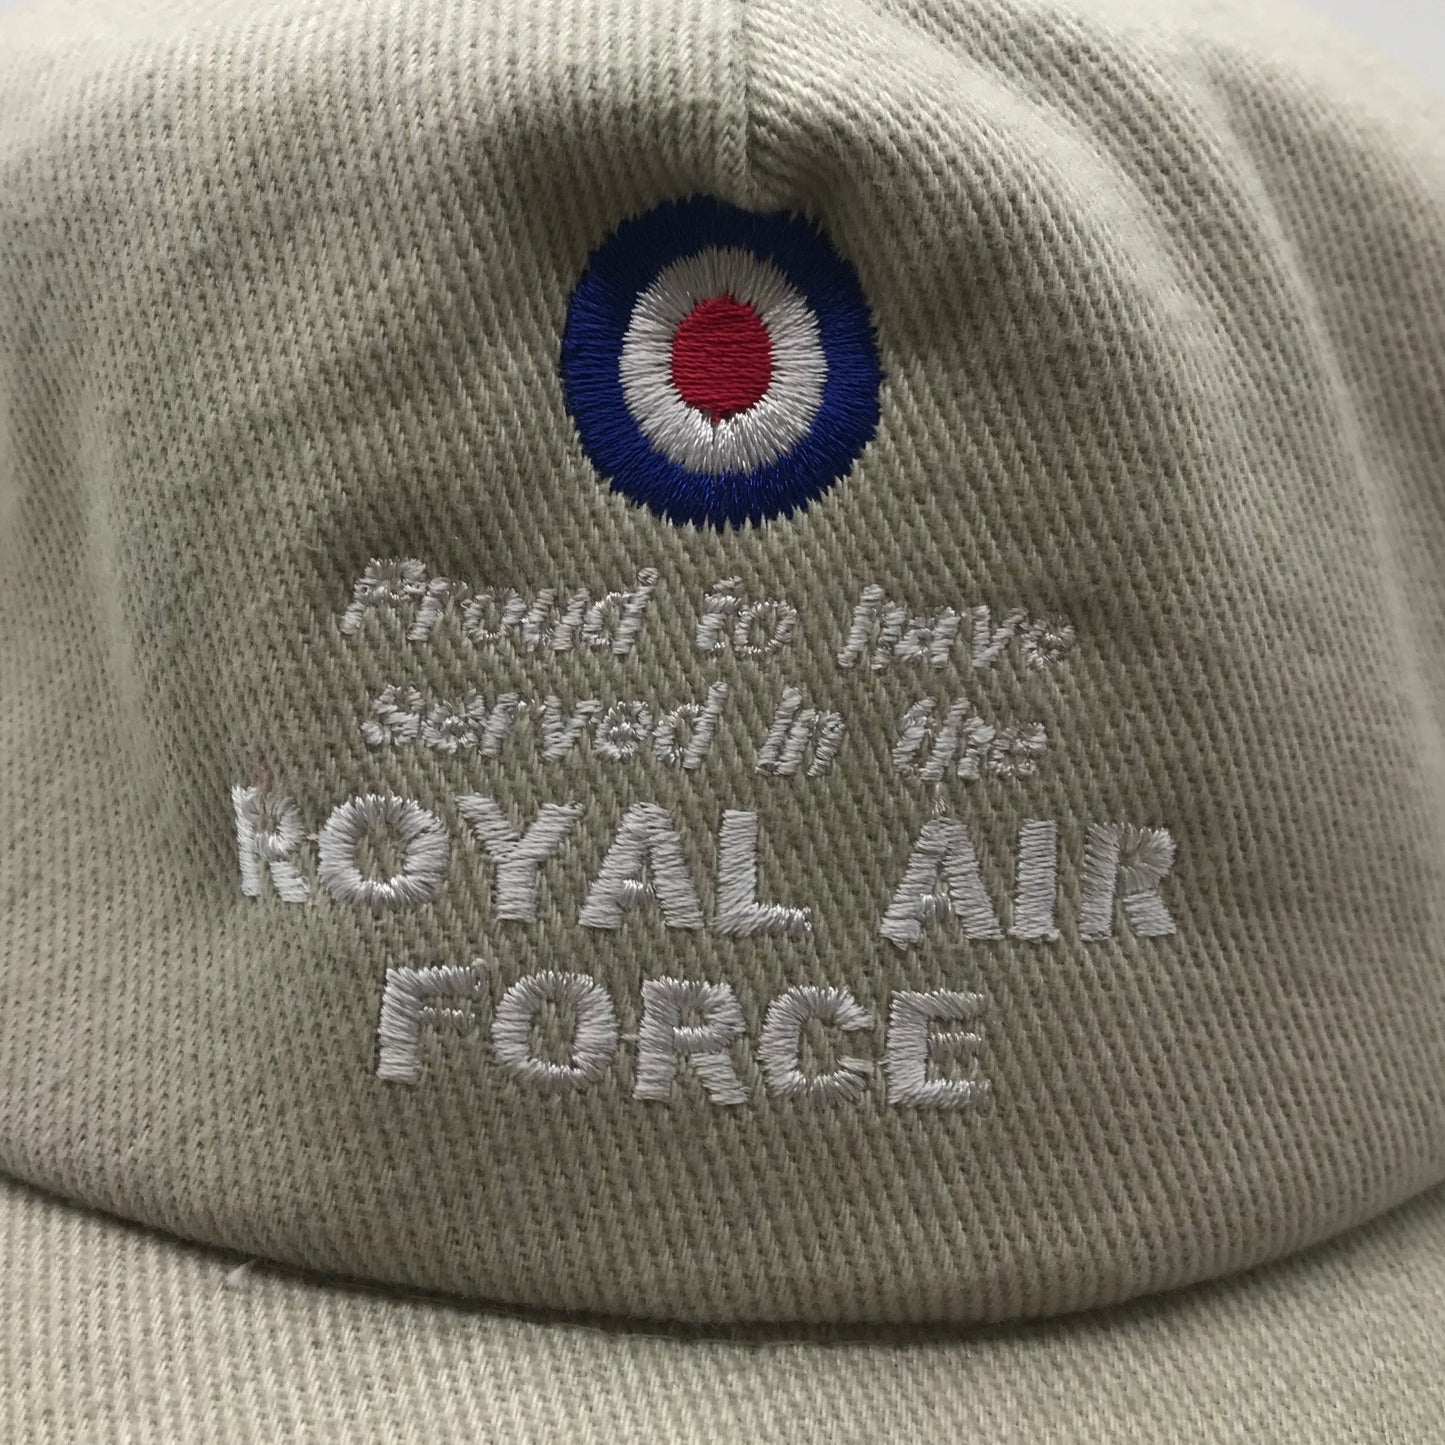 Proud to have
served in the
ROYAL AIR
FORCE